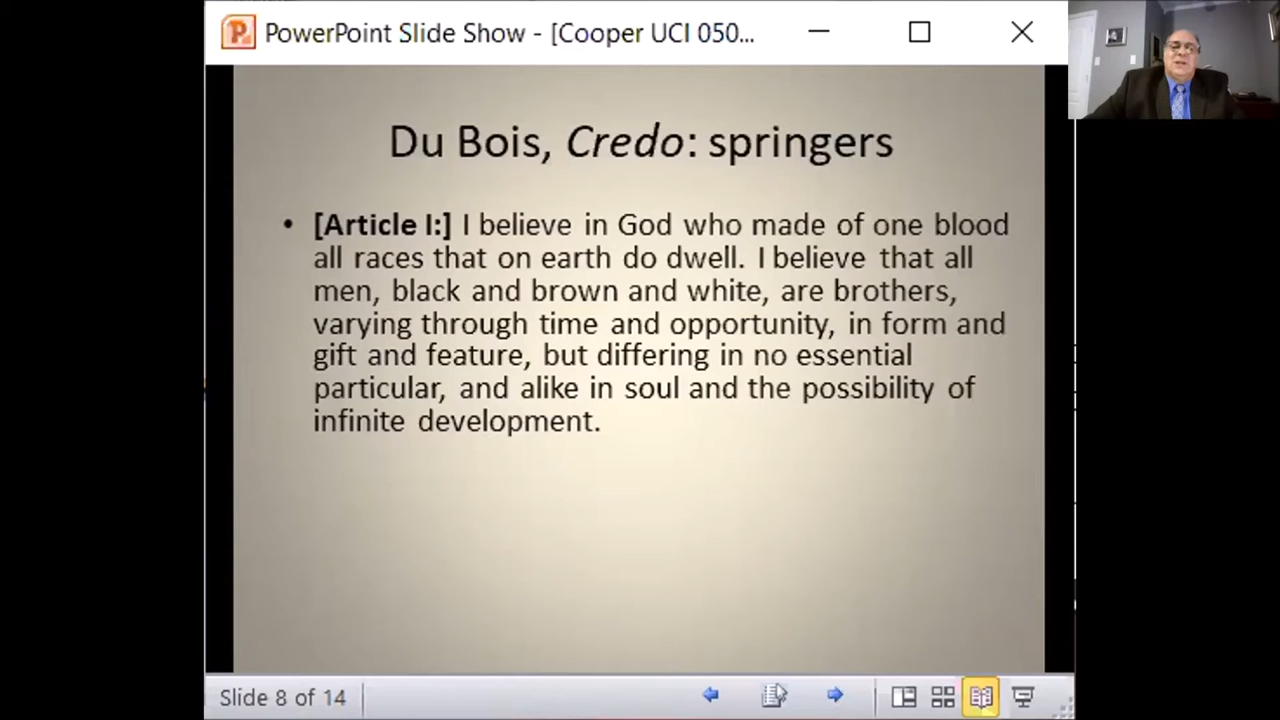 PowerPoint Slide Show - [Cooper UCI 050...
Du Bois, Credo: springers
• [Article I:] I believe in God who made of one blood
all races that on earth do dwell. I believe that all
men, black and brown and white, are brothers,
varying through time and opportunity, in form and
gift and feature, but differing in no essential
particular, and alike in soul and the possibility of
infinite development.
Slide 8 of 14